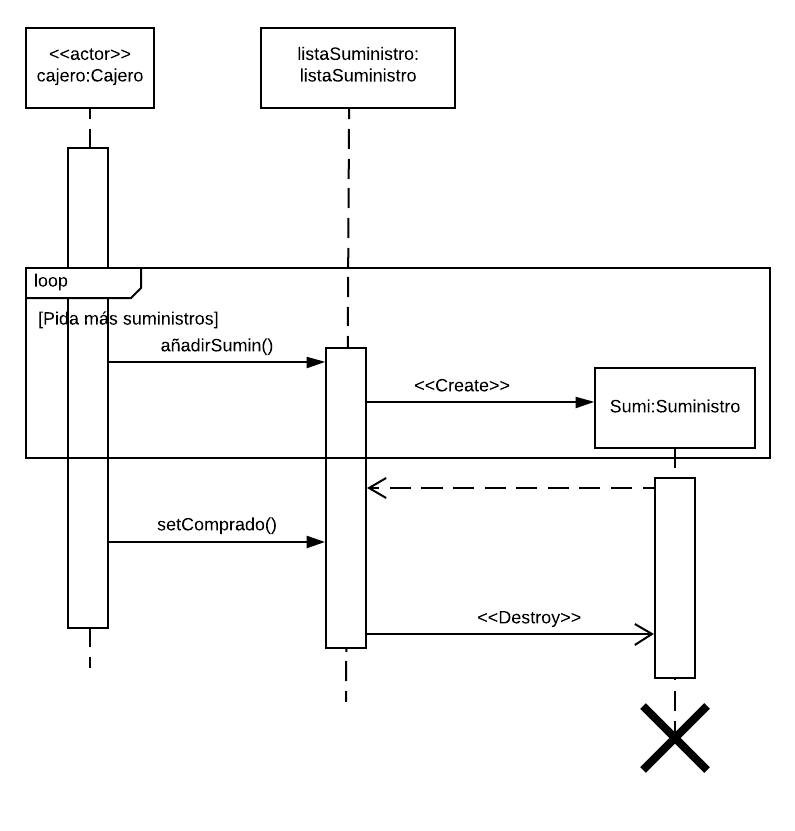 <<actor>>
cajero:Cajero
listaSuministro:
listaSuministro
loop
[Pida más suministros]
añadirSumin()
<<Create>>
Sumi:Suministro
setComprado()
<<Destroy>>